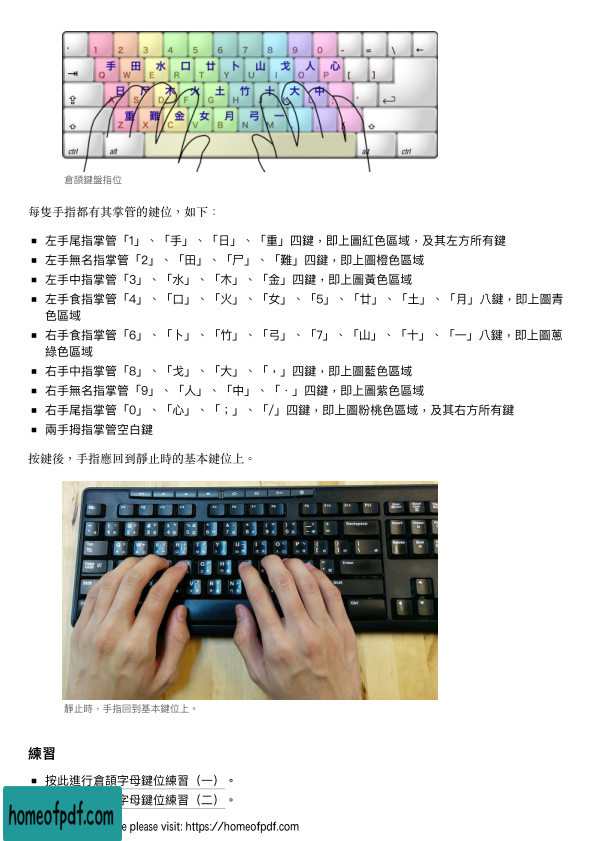 1 2 3 4 5 6 7 8 9 0 - = \ ←
手 田 水 口 廿 卜 山 戈 人 心
Q W E R T Y U I O P [ ]
日 尸 木 火 土 竹 十 大 中
A S D F G H
重 難 金 女 月 弓 一
Z X C V B N M
ctrl alt alt ctrl
倉頡鍵盤指位
每隻手指都有其掌管的鍵位，如下：
▪ 左手尾指掌管「1」、「手」、「日」、「重」四鍵，即上圖紅色區域，及其左方所有鍵
▪ 左手無名指掌管「2」、「田」、「尸」、「難」四鍵，即上圖橙色區域
▪ 左手中指掌管「3」、「水」、「木」、「金」四鍵，即上圖黃色區域
▪ 左手食指掌管「4」、「口」、「火」、「女」、「5」、「廿」、「土」、「月」八鍵，即上圖青
色區域
▪ 右手食指掌管「6」、「卜」、「竹」、「弓」、「7」、「山」、「十」、「一」八鍵，即上圖蔥
綠色區域
▪ 右手中指掌管「8」、「戈」、「大」、「，」四鍵，即上圖藍色區域
▪ 右手無名指掌管「9」、「人」、「中」、「．」四鍵，即上圖紫色區域
▪ 右手尾指掌管「0」、「心」、「；」、「/」四鍵，即上圖粉桃色區域，及其右方所有鍵
▪ 兩手拇指掌管空白鍵
按鍵後，手指應回到靜止時的基本鍵位上。
靜止時，手指回到基本鍵位上。
練習
▪ 按此進行倉頡字母鍵位練習（一）。
字母鍵位練習（二）。
homeofpdf.com
e please visit: https://homeofpdf.com